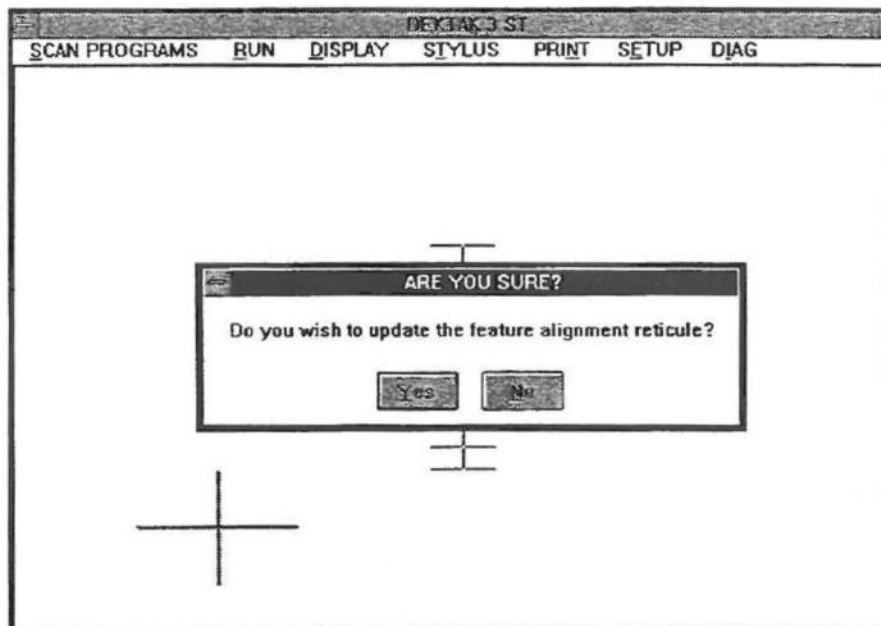 DEKTAK 3 ST
SCAN PROGRAMS RUN DISPLAY STYLUS PRINT SETUP DIAG
ARE YOU SURE?
Do you wish to update the feature alignment reticule?
Yes No